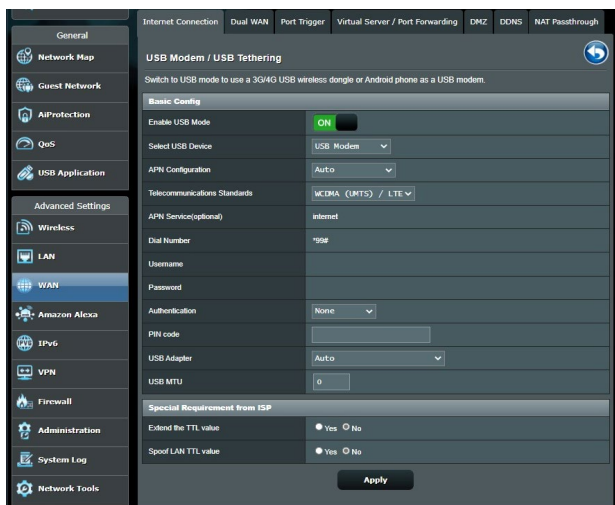 Internet Connection Dual WAN Port Trigger Virtual Server / Port Forwarding DMZ DDNS NAT Passthrough
General
Network Map
Guest Network
AiProtection
QoS
USB Application
Advanced Settings
Wireless
LAN
WAN
Amazon Alexa
IPv6
VPN
Firewall
Administration
System Log
Network Tools
USB Modem / USB Tethering
Switch to USB mode to use a 3G/4G USB wireless dongle or Android phone as a USB modem.
Basic Config
Enable USB Mode ON
Select USB Device USB Modem
APN Configuration Auto
Telecommunications Standards WCDMA (UMTS) / LTE
APN Service(optional) internet
Dial Number *99#
Username
Password
Authentication None
PIN code
USB Adapter Auto
USB MTU 0
Special Requirement from ISP
Extend the TTL value Yes No
Spoof LAN TTL value Yes No
Apply